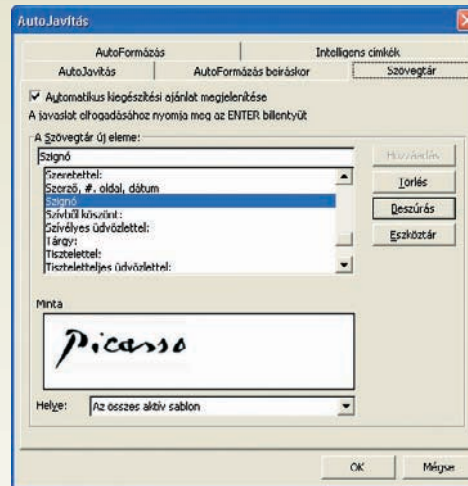 AutoJavítás
AutoFormázás Intelligens címkék
AutoJavítás AutoFormázás beíráskor Szövegtár
Automatikus kiegészítési ajánlat megjelenítése
A javaslat elfogadásához nyomja meg az ENTER billentyűt
A Szövegtár új eleme:
Szignó Hozzáadás
Szeretettel:
Szerző, #. oldal, dátum Törlés
Szignó
Szívből köszönt: Beszúrás
Szívélyes üdvözlettel:
Tárgy: Eszköztár
Tisztelettel:
Tiszteletteljes üdvözlettel:
Minta
Picasso
Helye: Az összes aktív sablon
OK Mégse